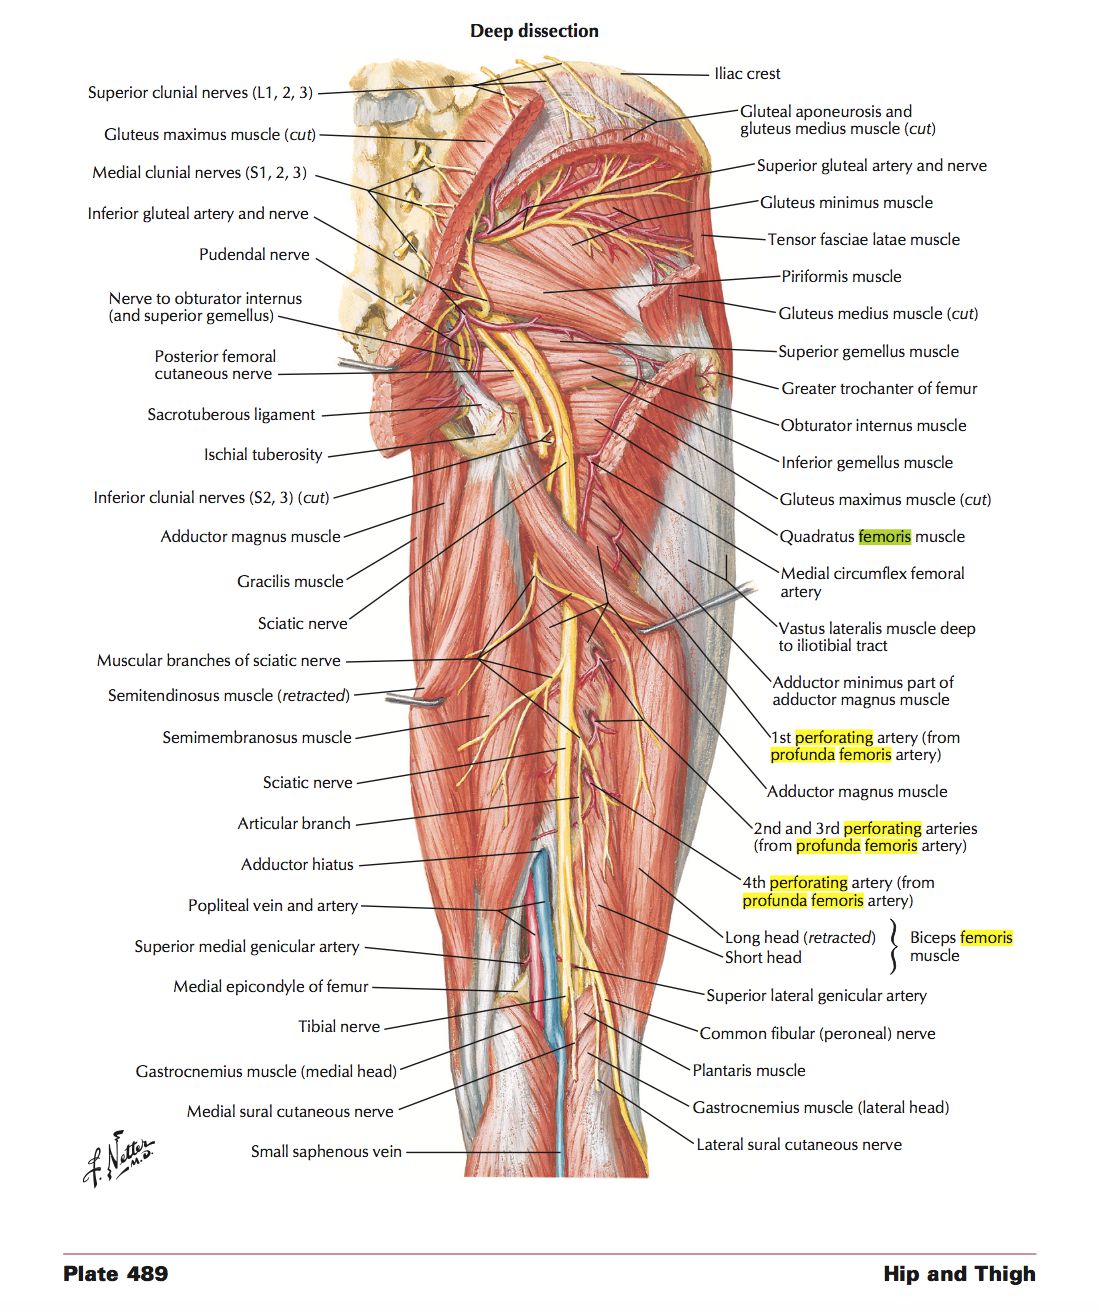 Deep dissection
Superior clunial nerves (L1, 2, 3)
Gluteus maximus muscle (cut)
Medial clunial nerves (S1, 2, 3)
Inferior gluteal artery and nerve
Pudendal nerve
Nerve to obturator internus
(and superior gemellus)
Posterior femoral
cutaneous nerve
Sacrotuberous ligament
Ischial tuberosity
Inferior clunial nerves (S2, 3) (cut)
Adductor magnus muscle
Gracilis muscle
Sciatic nerve
Muscular branches of sciatic nerve
Semitendinosus muscle (retracted)
Semimembranosus muscle
Sciatic nerve
Articular branch
Adductor hiatus
Popliteal vein and artery
Superior medial genicular artery
Medial epicondyle of femur
Tibial nerve
Gastrocnemius muscle (medial head)
Medial sural cutaneous nerve
Small saphenous vein
Iliac crest
Gluteal aponeurosis and
gluteus medius muscle (cut)
Superior gluteal artery and nerve
Gluteus minimus muscle
Tensor fasciae latae muscle
Piriformis muscle
Gluteus medius muscle (cut)
Superior gemellus muscle
Greater trochanter of femur
Obturator internus muscle
Inferior gemellus muscle
Gluteus maximus muscle (cut)
Quadratus femoris muscle
Medial circumflex femoral
artery
Vastus lateralis muscle deep
to iliotibial tract
Adductor minimus part of
adductor magnus muscle
1st perforating artery (from
profunda femoris artery)
Adductor magnus muscle
2nd and 3rd perforating arteries
(from profunda femoris artery)
4th perforating artery (from
profunda femoris artery)
Long head (retracted)
Short head
Biceps femoris
muscle
Superior lateral genicular artery
Common fibular (peroneal) nerve
Plantaris muscle
Gastrocnemius muscle (lateral head)
Lateral sural cutaneous nerve
F. Netter
M.D.
Plate 489
Hip and Thigh